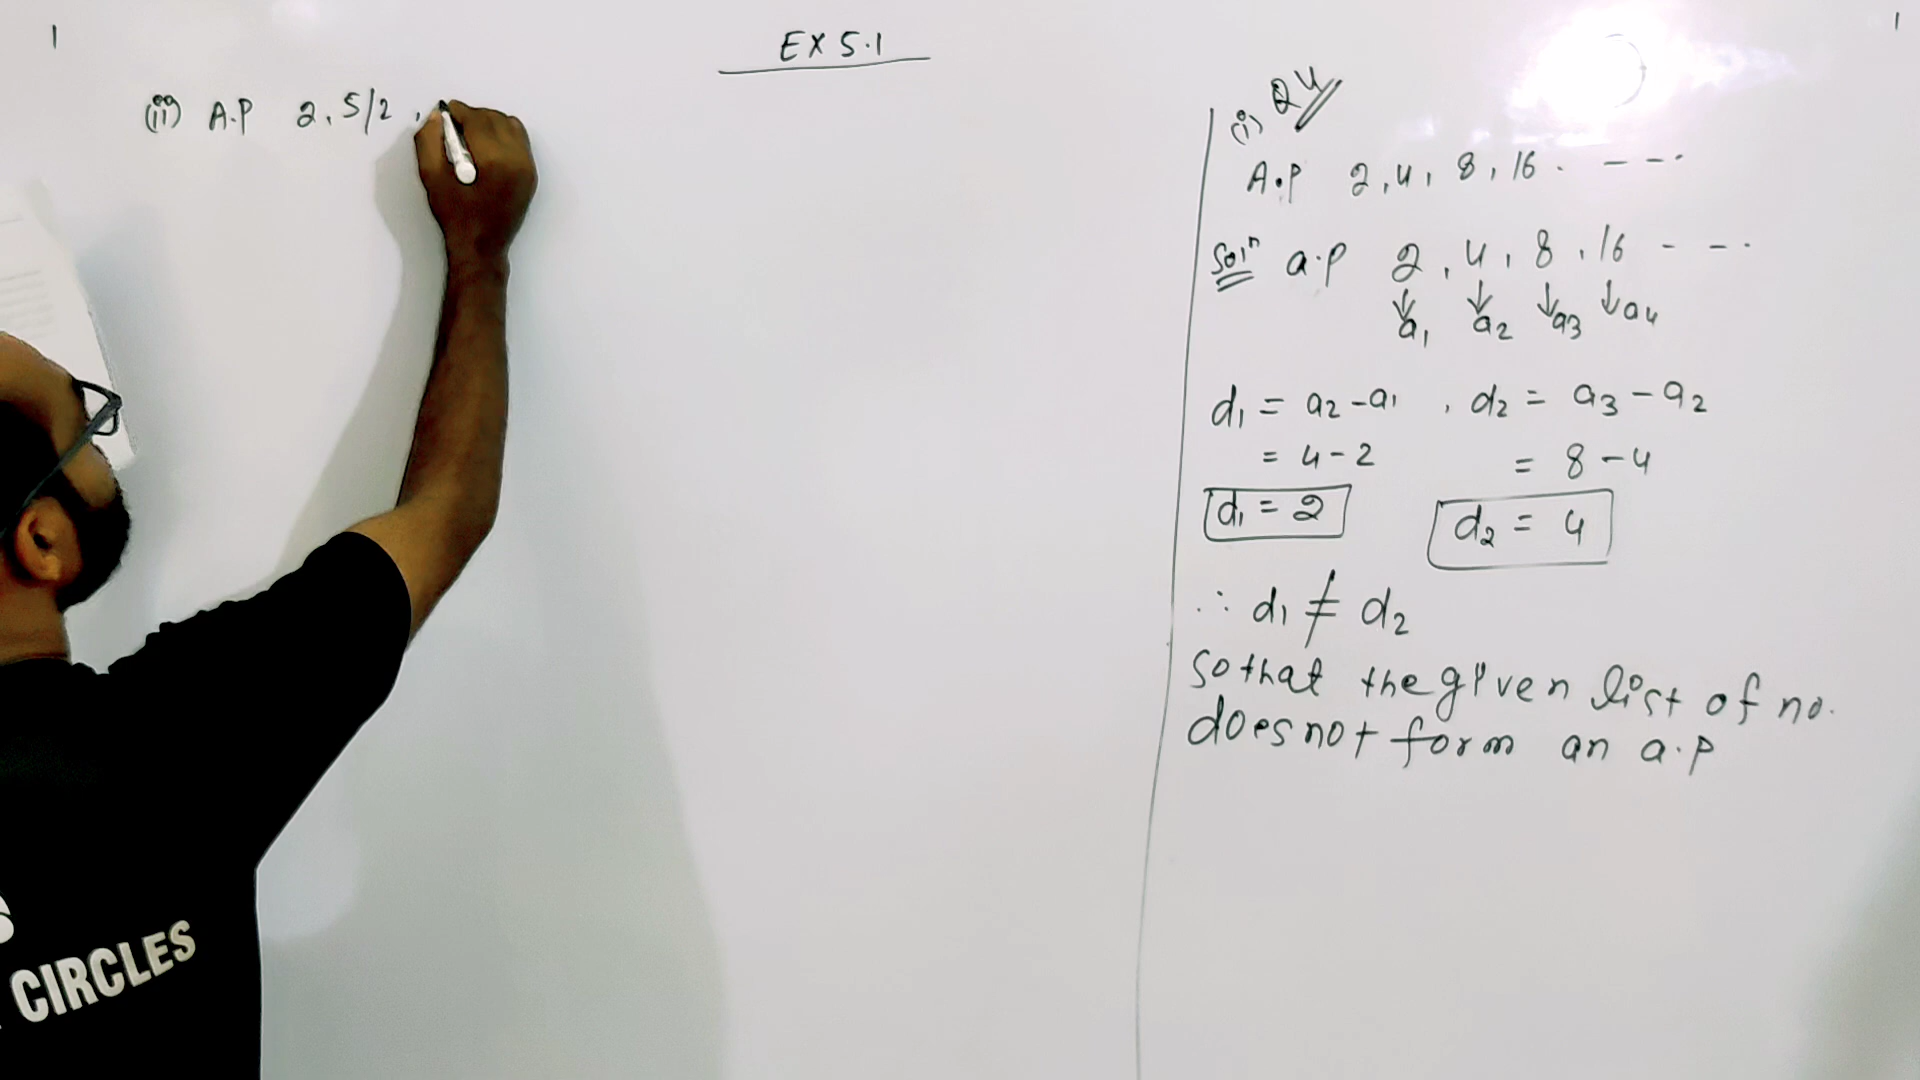 EX 5.1
(ii) A.P 2, 5/2 ,
Q4
(i)
A.P 2, 4, 8, 16. - - -
Solⁿ a.p 2, 4, 8, 16 - - -
↓ ↓ ↓ ↓
a₁ a₂ a₃ a₄
d₁ = a₂ - a₁ , d₂ = a₃ - a₂
= 4 - 2 = 8 - 4
d₁ = 2 d₂ = 4
∴ d₁ ≠ d₂
so that the given list of no.
does not form an a.p
CIRCLES